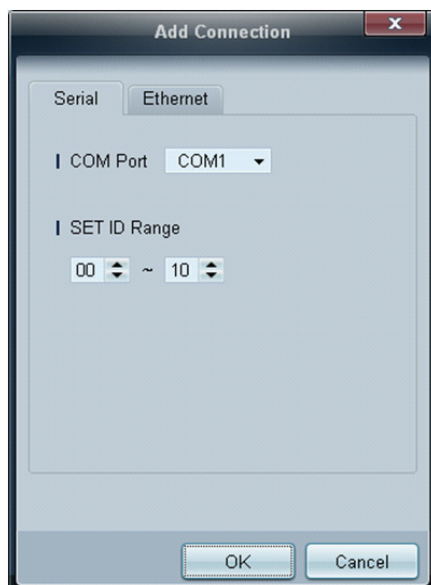 Add Connection
x
Serial Ethernet
COM Port COM1
SET ID Range
00 ~ 10
OK Cancel